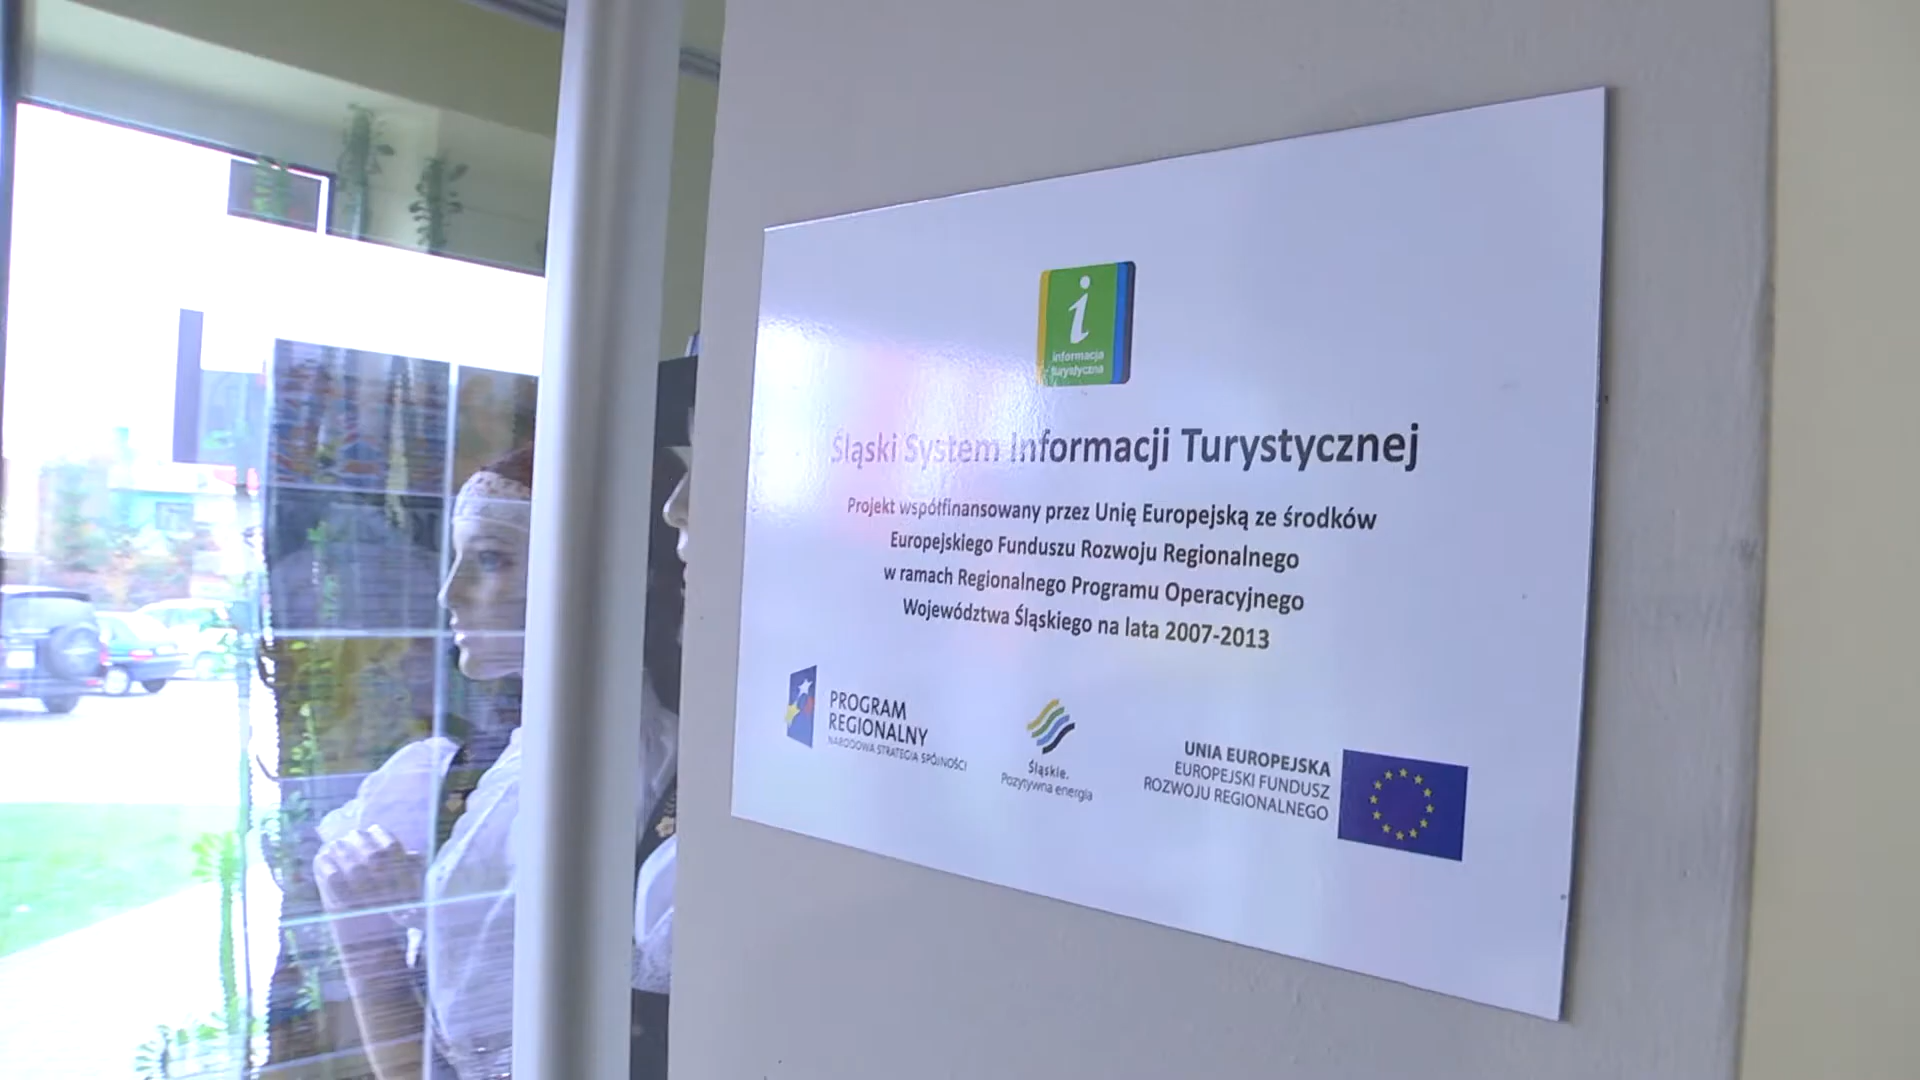 i
informacja
turystyczna
Śląski System Informacji Turystycznej
Projekt współfinansowany przez Unię Europejską ze środków
Europejskiego Funduszu Rozwoju Regionalnego
w ramach Regionalnego Programu Operacyjnego
Województwa Śląskiego na lata 2007-2013
PROGRAM
REGIONALNY
NARODOWA STRATEGIA SPÓJNOŚCI
Śląskie.
Pozytywna energia
UNIA EUROPEJSKA
EUROPEJSKI FUNDUSZ
ROZWOJU REGIONALNEGO